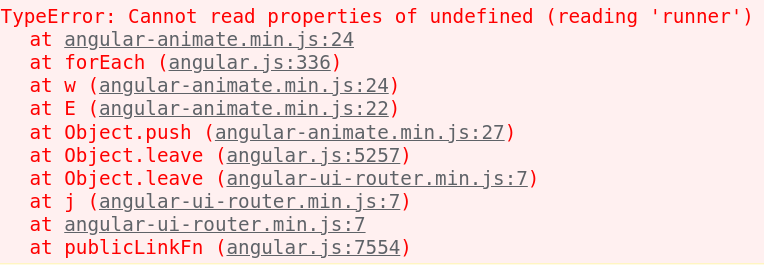 TypeError: Cannot read properties of undefined (reading 'runner')
at angular-animate.min.js:24
at forEach (angular.js:336)
at w (angular-animate.min.js:24)
at E (angular-animate.min.js:22)
at Object.push (angular-animate.min.js:27)
at Object.leave (angular.js:5257)
at Object.leave (angular-ui-router.min.js:7)
at j (angular-ui-router.min.js:7)
at angular-ui-router.min.js:7
at publicLinkFn (angular.js:7554)